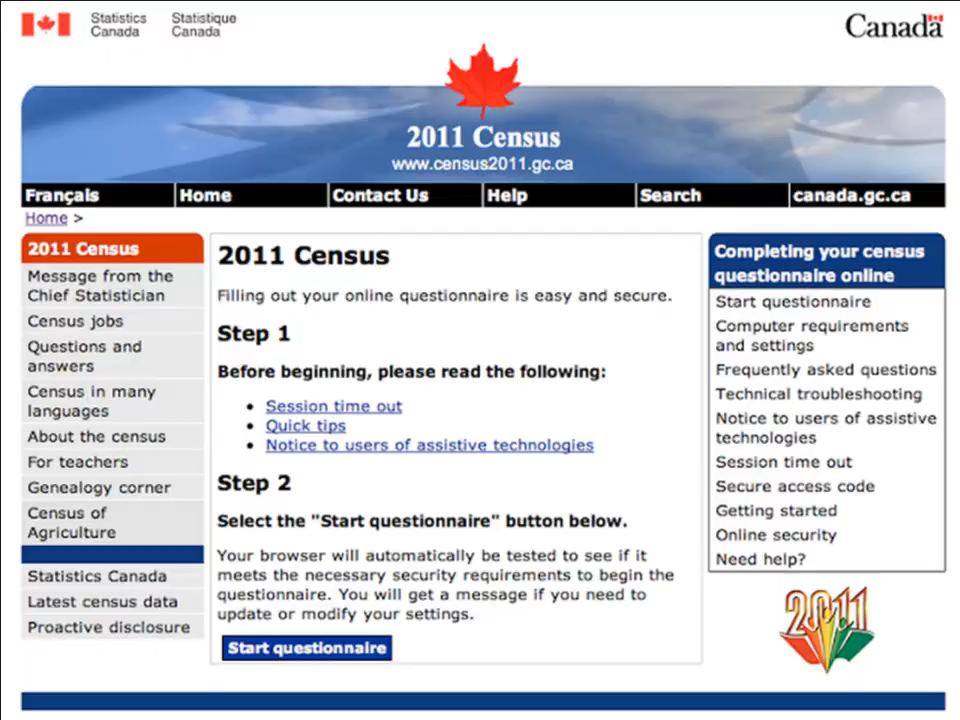 Statistics Canada
Statistique Canada
Canada
2011 Census
www.census2011.gc.ca
Français
Home
Contact Us
Help
Search
canada.gc.ca
Home >
2011 Census
Message from the
Chief Statistician
Census jobs
Questions and
answers
Census in many
languages
About the census
For teachers
Genealogy corner
Census of
Agriculture
Statistics Canada
Latest census data
Proactive disclosure
2011 Census
Filling out your online questionnaire is easy and secure.
Step 1
Before beginning, please read the following:
• Session time out
• Quick tips
• Notice to users of assistive technologies
Step 2
Select the "Start questionnaire" button below.
Your browser will automatically be tested to see if it
meets the necessary security requirements to begin the
questionnaire. You will get a message if you need to
update or modify your settings.
Start questionnaire
Completing your census
questionnaire online
Start questionnaire
Computer requirements
and settings
Frequently asked questions
Technical troubleshooting
Notice to users of assistive
technologies
Session time out
Secure access code
Getting started
Online security
Need help?
2011